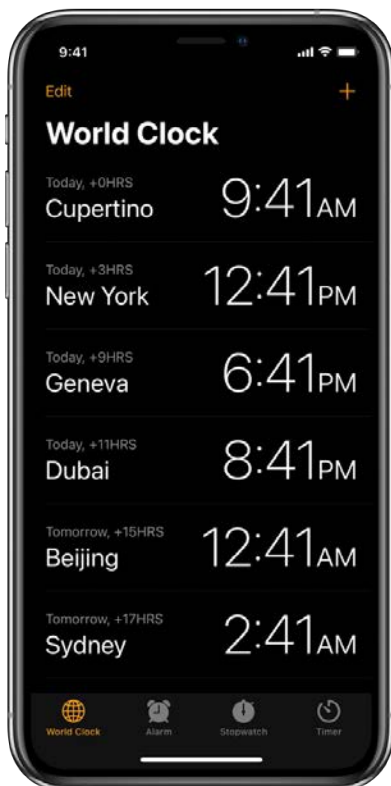 9:41
Edit +
World Clock
Today, +0HRS
Cupertino 9:41AM
Today, +3HRS
New York 12:41PM
Today, +9HRS
Geneva 6:41PM
Today, +11HRS
Dubai 8:41PM
Tomorrow, +15HRS
Beijing 12:41AM
Tomorrow, +17HRS
Sydney 2:41AM
World Clock Alarm Stopwatch Timer